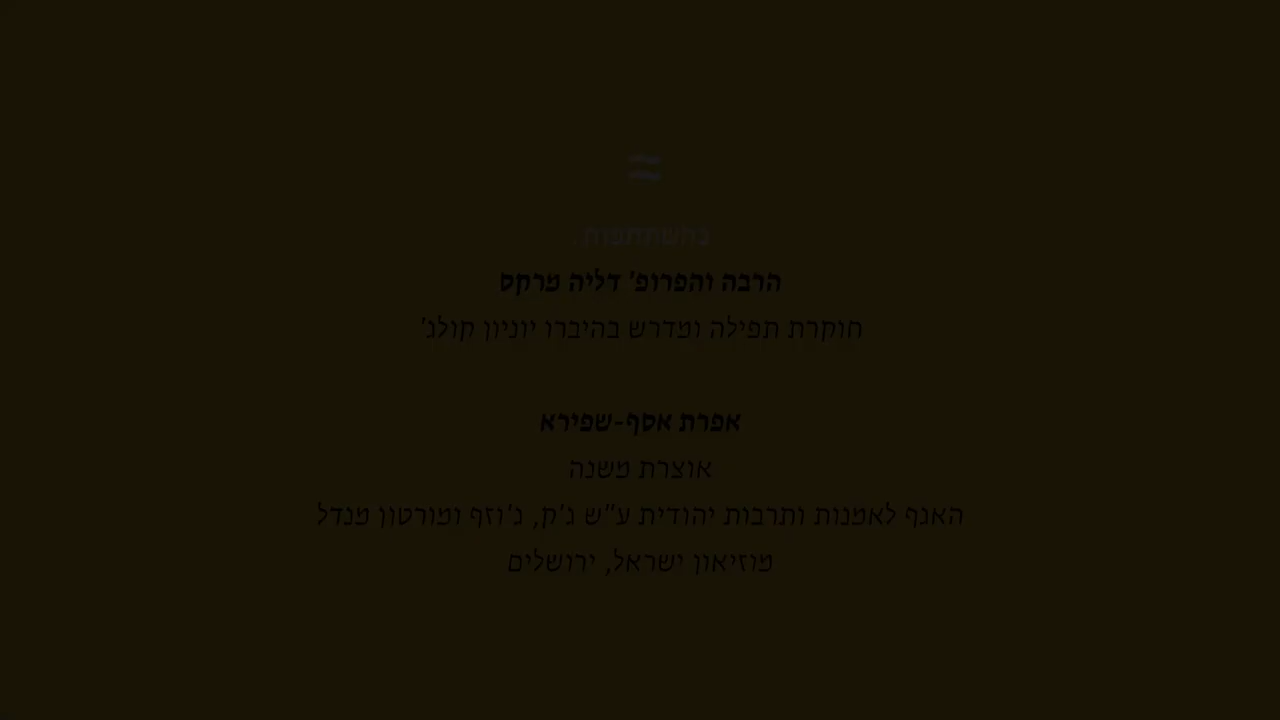 בהשתתפות:
הרבה והפרופ' דליה מרקס
חוקרת תפילה ומדרש בהיברו יוניון קולג'
אפרת אסף-שפירא
אוצרת משנה
האגף לאמנות ותרבות יהודית ע"ש ג'ק, ג'וזף ומורטון מנדל
מוזיאון ישראל, ירושלים